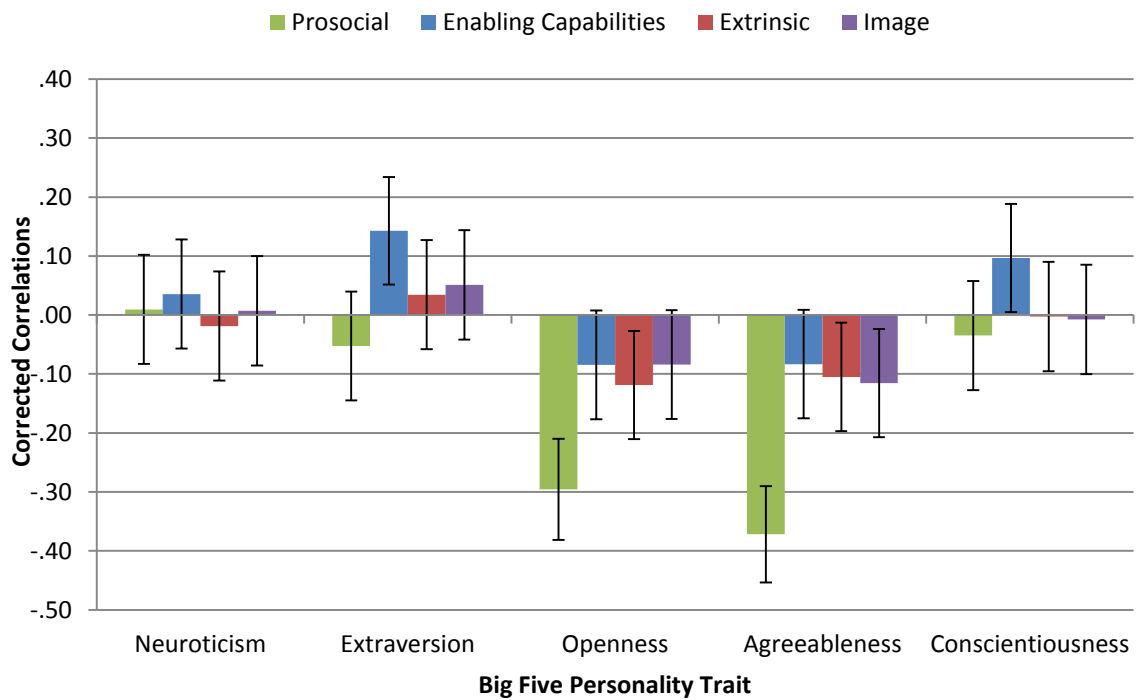 Prosocial Enabling Capabilities Extrinsic Image
.40
.30
.20
.10
.00
-.10
-.20
-.30
-.40
-.50
Corrected Correlations
Neuroticism Extraversion Openness Agreeableness Conscientiousness
Big Five Personality Trait